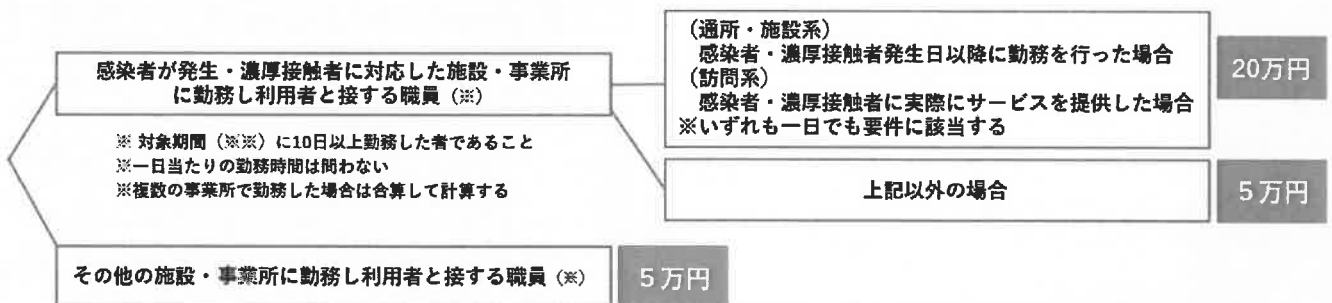 感染者が発生・濃厚接触者に対応した施設・事業所
に勤務し利用者と接する職員（※）
※ 対象期間（※※）に10日以上勤務した者であること
※一日当たりの勤務時間は問わない
※複数の事業所で勤務した場合は合算して計算する
（通所・施設系）
感染者・濃厚接触者発生日以降に勤務を行った場合
（訪問系）
感染者・濃厚接触者に実際にサービスを提供した場合
※いずれも一日でも要件に該当する
20万円
上記以外の場合
5万円
その他の施設・事業所に勤務し利用者と接する職員（※）
5万円